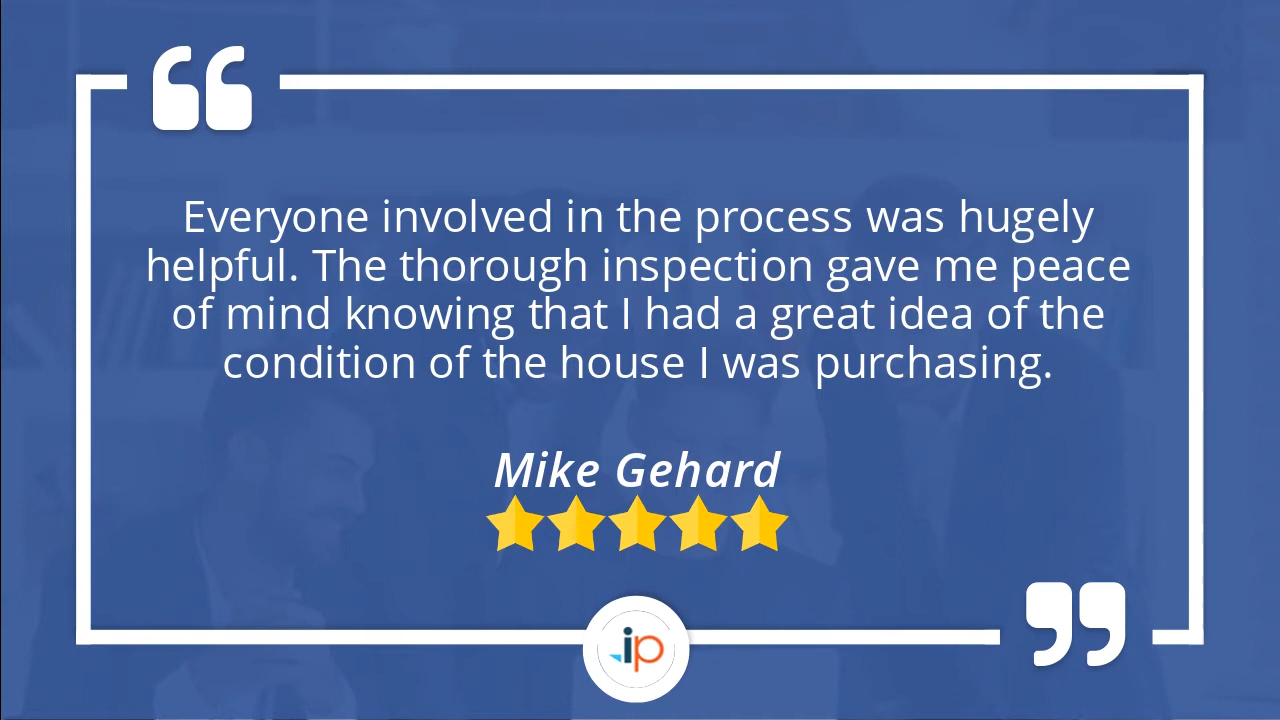 “
Everyone involved in the process was hugely
helpful. The thorough inspection gave me peace
of mind knowing that I had a great idea of the
condition of the house I was purchasing.
Mike Gehard
ip
”